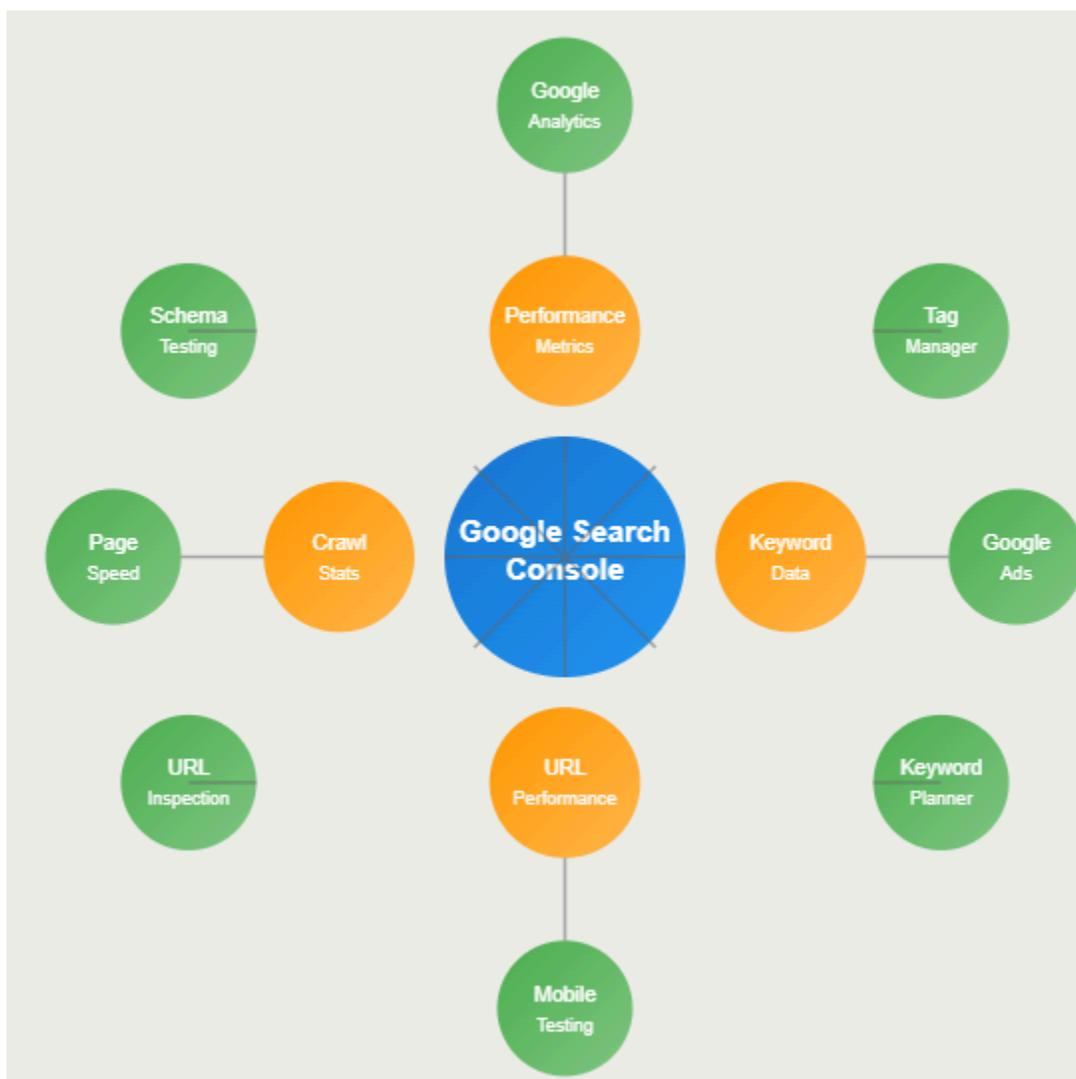 Google
Analytics
Schema
Testing
Performance
Metrics
Tag
Manager
Page
Speed
Crawl
Stats
Google Search
Console
Keyword
Data
Google
Ads
URL
Inspection
URL
Performance
Keyword
Planner
Mobile
Testing